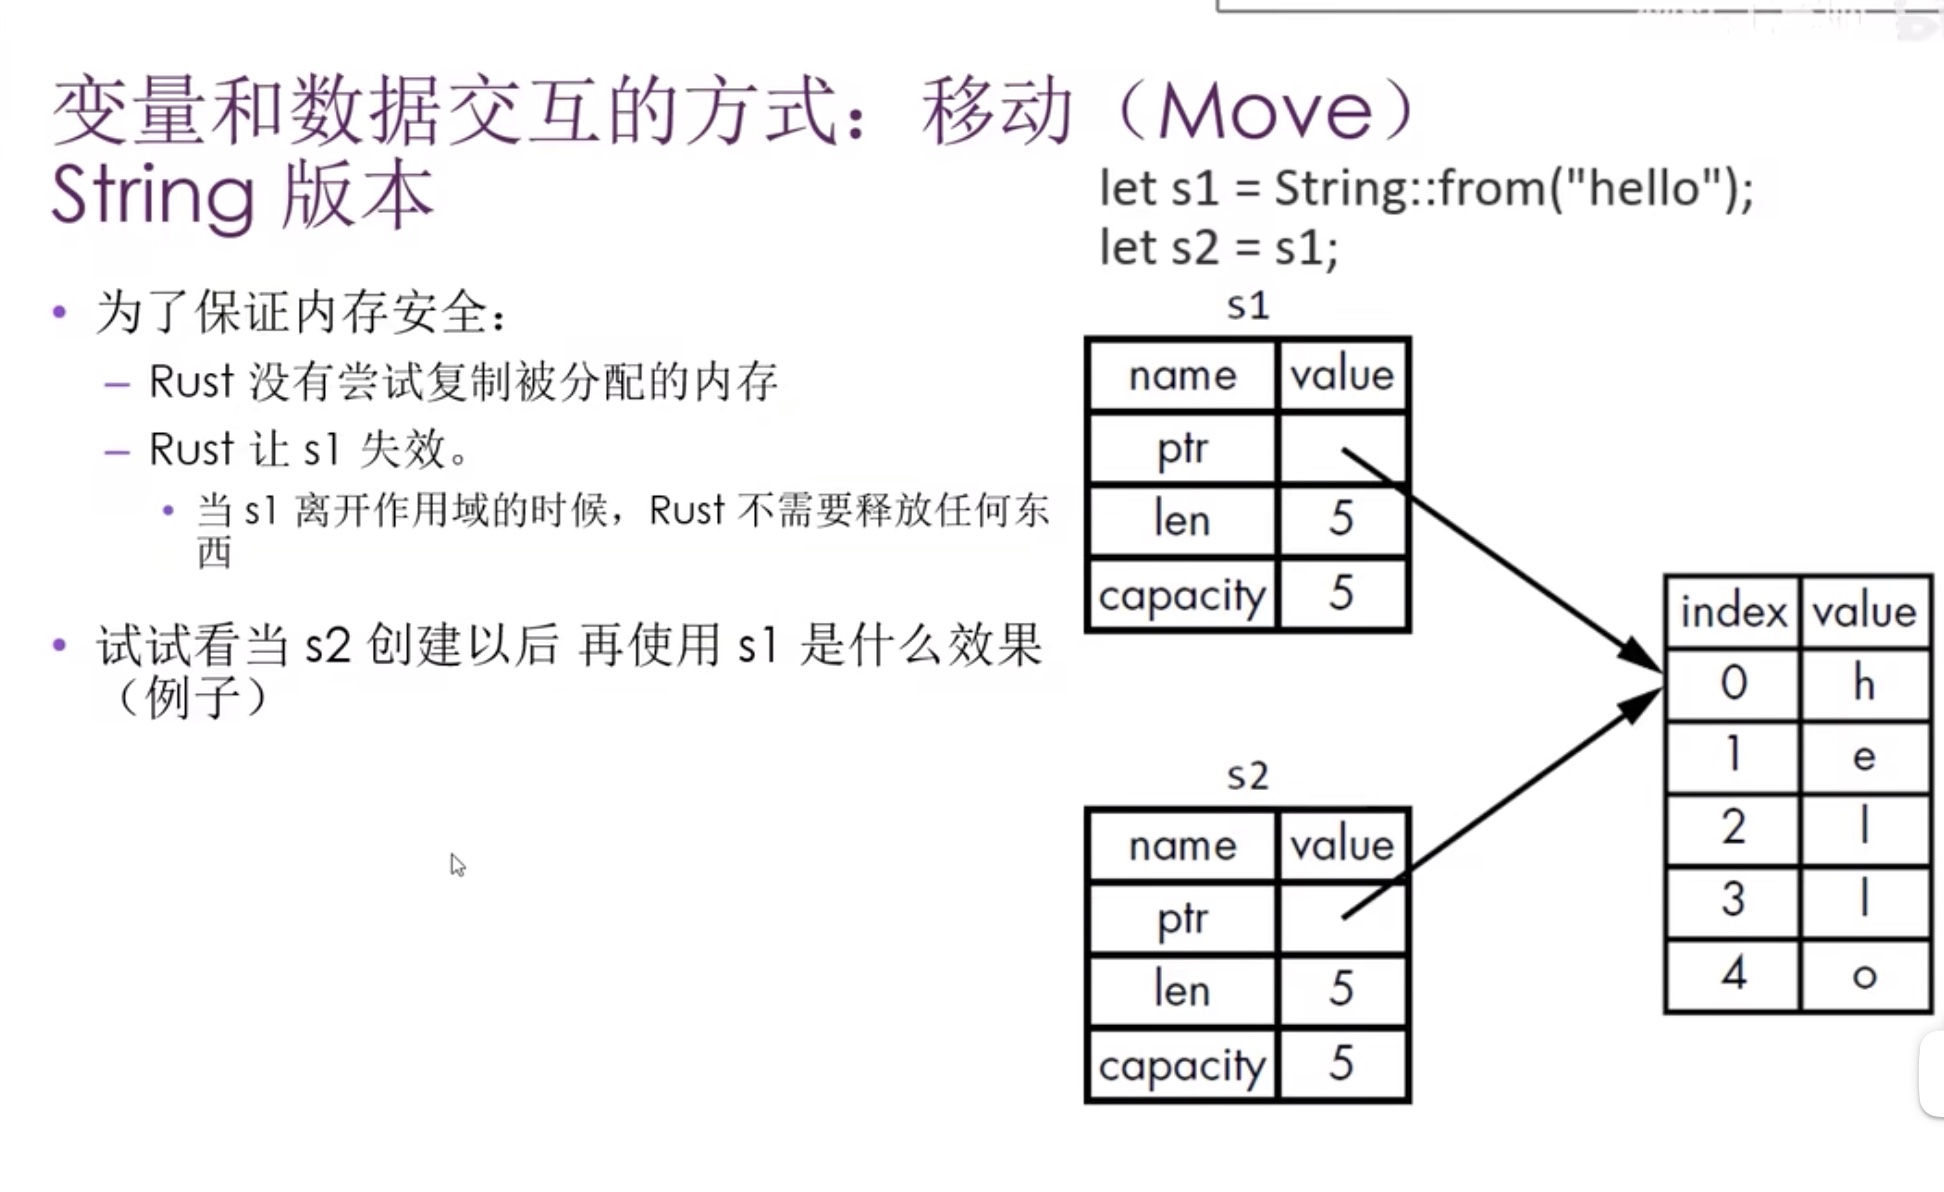 变量和数据交互的方式：移动（Move）
String 版本
let s1 = String::from("hello");
let s2 = s1;
• 为了保证内存安全：
– Rust 没有尝试复制被分配的内存
– Rust 让 s1 失效。
• 当 s1 离开作用域的时候，Rust 不需要释放任何东
西
• 试试看当 s2 创建以后 再使用 s1 是什么效果
（例子）
s1
name value
ptr
len 5
capacity 5
s2
name value
ptr
len 5
capacity 5
index value
0 h
1 e
2 l
3 l
4 o